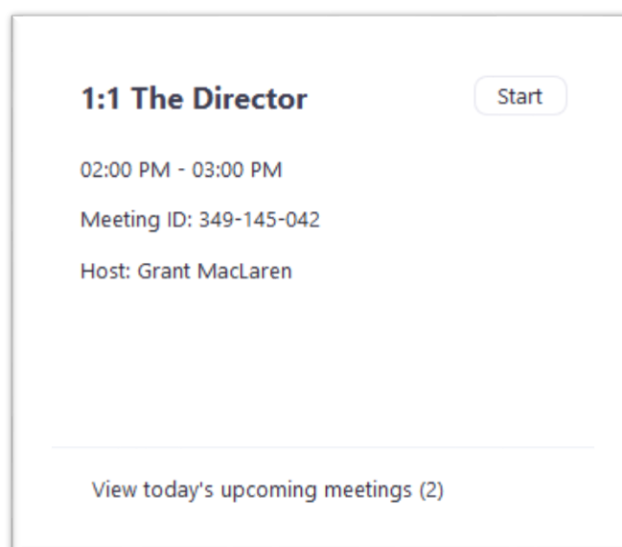 1:1 The Director
Start
02:00 PM - 03:00 PM
Meeting ID: 349-145-042
Host: Grant MacLaren
View today's upcoming meetings (2)